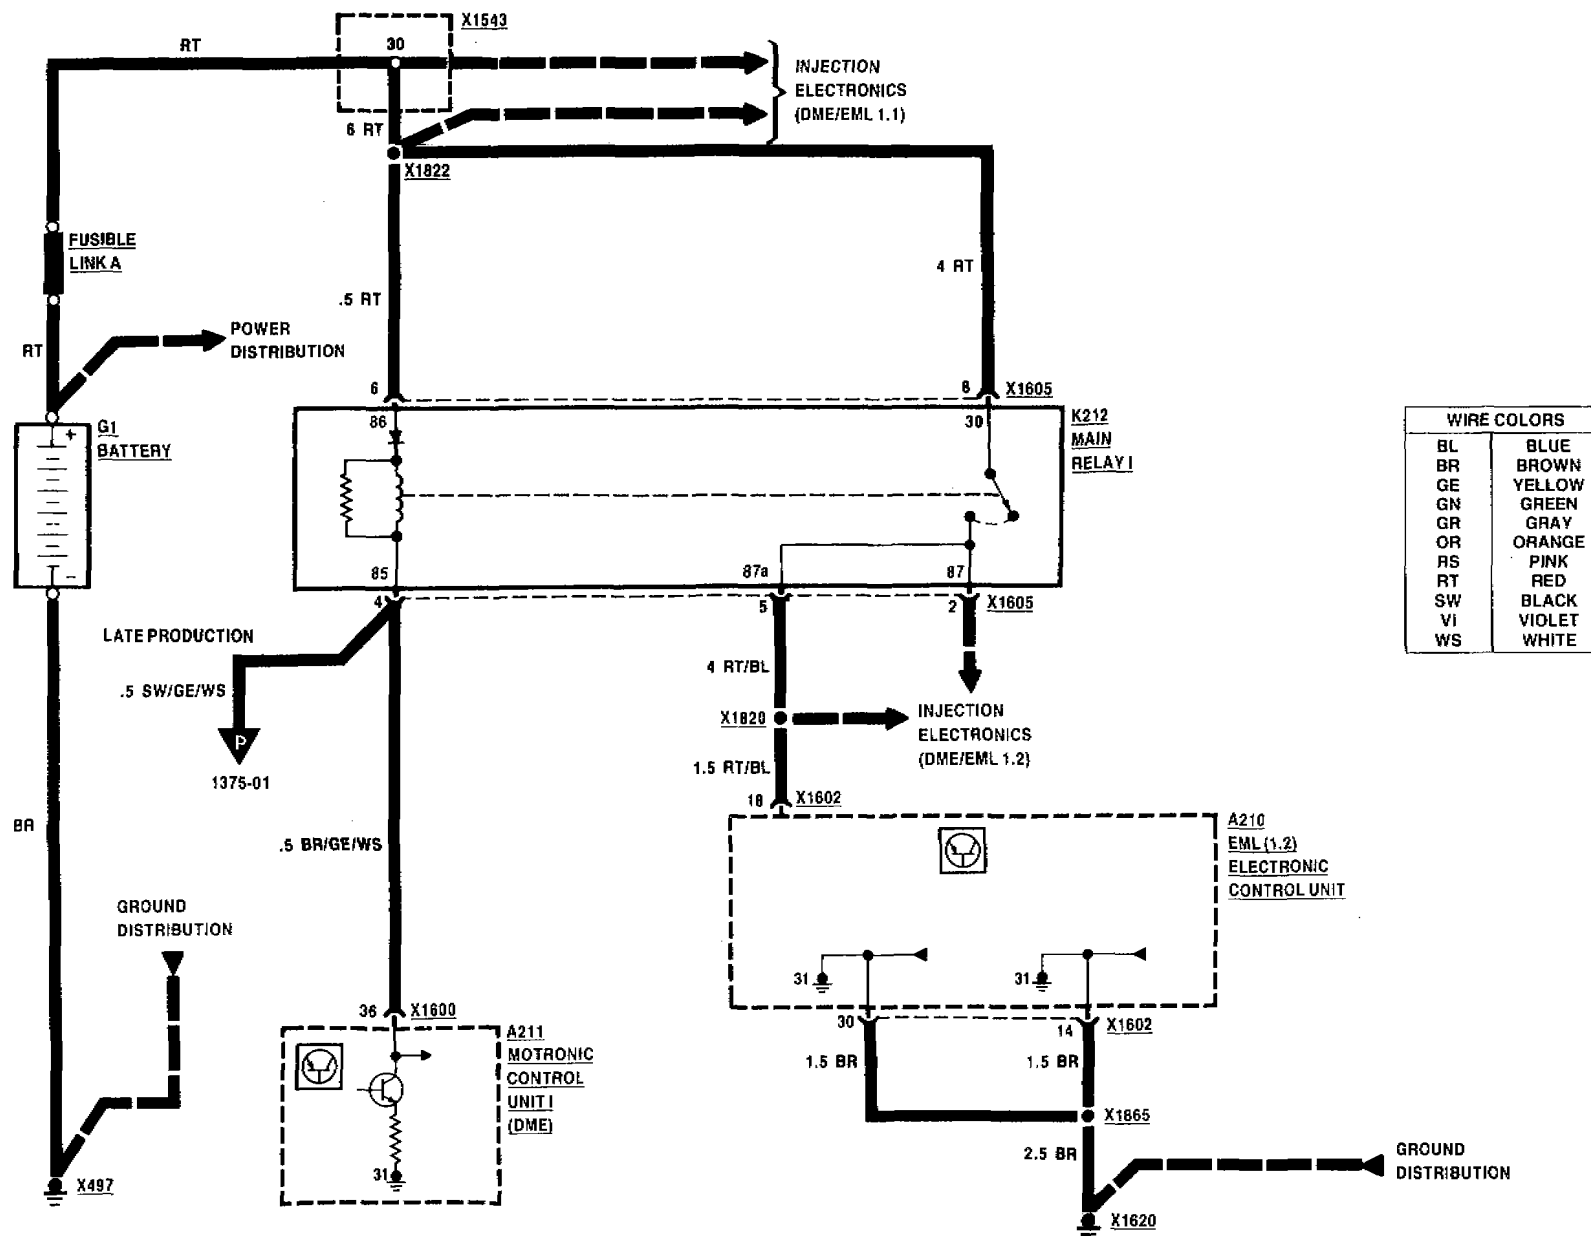 X1543
RT
30
INJECTION
ELECTRONICS
(DME/EML 1.1)
6 RT
X1822
FUSIBLE
LINK A
4 RT
.5 RT
POWER
DISTRIBUTION
RT
6
8
X1605
86
30
K212
MAIN
RELAY I
G1
BATTERY
+
-
85
87a
87
4
5
2
X1605
WIRE COLORS
BL BLUE
BR BROWN
GE YELLOW
GN GREEN
GR GRAY
OR ORANGE
RS PINK
RT RED
SW BLACK
VI VIOLET
WS WHITE
LATE PRODUCTION
.5 SW/GE/WS
P
1375-01
4 RT/BL
X1820
INJECTION
ELECTRONICS
(DME/EML 1.2)
1.5 RT/BL
18
X1602
A210
EML (1.2)
ELECTRONIC
CONTROL UNIT
BR
.5 BR/GE/WS
GROUND
DISTRIBUTION
31
31
36
X1600
30
14
X1602
A211
MOTRONIC
CONTROL
UNIT I
(DME)
31
1.5 BR
1.5 BR
X1865
2.5 BR
GROUND
DISTRIBUTION
X497
X1620